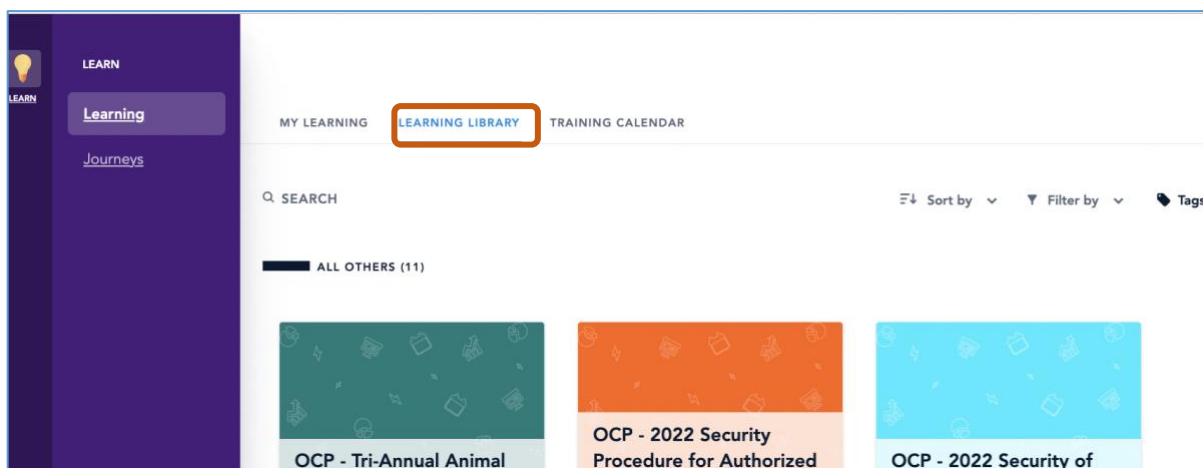 LEARN
LEARN
Learning
Journeys
MY LEARNING LEARNING LIBRARY TRAINING CALENDAR
SEARCH
Sort by Filter by Tags
ALL OTHERS (11)
OCP - Tri-Annual Animal
OCP - 2022 Security
Procedure for Authorized
OCP - 2022 Security of